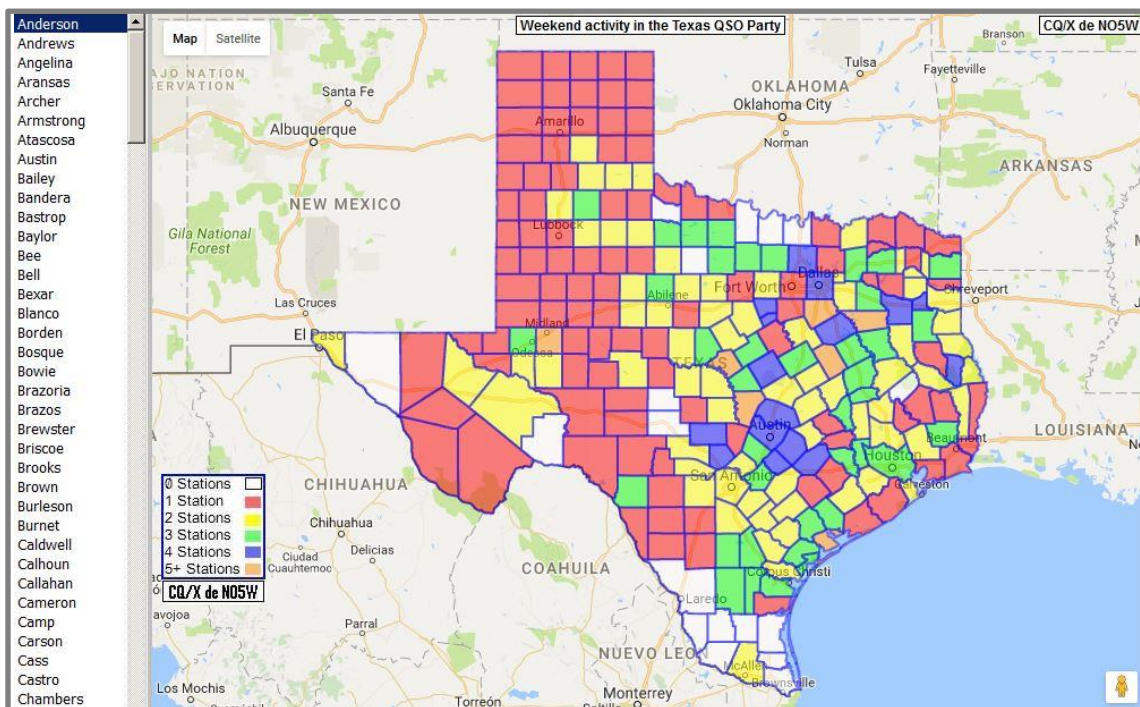 Anderson
Andrews
Angelina
Aransas
Archer
Armstrong
Atascosa
Austin
Bailey
Bandera
Bastrop
Baylor
Bee
Bell
Bexar
Blanco
Borden
Bosque
Bowie
Brazoria
Brazos
Brewster
Briscoe
Brooks
Brown
Burleson
Burnet
Caldwell
Calhoun
Callahan
Cameron
Camp
Carson
Cass
Castro
Chambers
Map Satellite
Weekend activity in the Texas QSO Party
CQ/X de NO5W
Branson
Tulsa
Fayetteville
AJO NATION
SERVATION
Santa Fe
OKLAHOMA
Oklahoma City
Albuquerque
Amarillo
Norman
ARKANSAS
NEW MEXICO
Gila National
Forest
Lubbock
Las Cruces
Fort Worth
Dallas
Abilene
Shreveport
El Paso
Midland
Odessa
TEXAS
Austin
LOUISIANA
Beaumont
Houston
San Antonio
Galveston
CHIHUAHUA
0 Stations
1 Station
2 Stations
3 Stations
4 Stations
5+ Stations
CQ/X de NO5W
Chihuahua
Ciudad
Cuauhtemoc
Delicias
COAHUILA
Corpus Christi
Laredo
avojoa
Parral
NUEVO LEON
McAllen
Brownsville
Los Mochis
Torreón
Monterrey